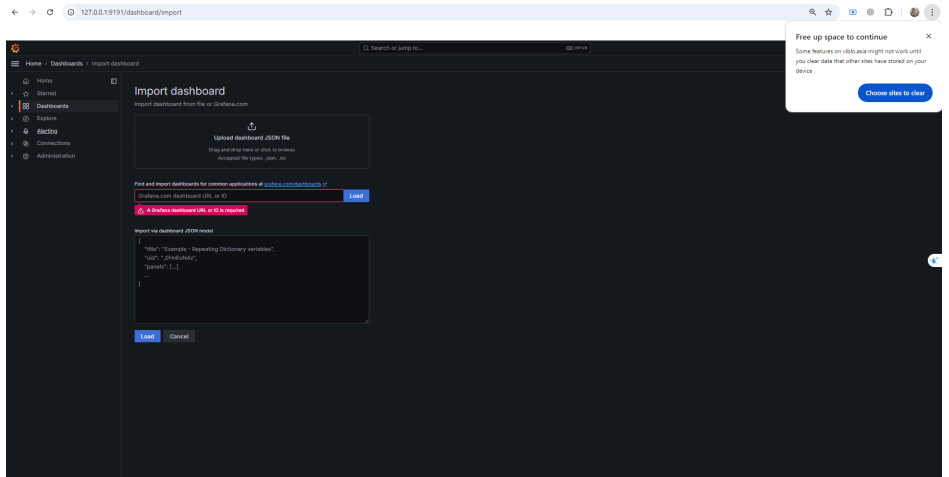 127.0.0.1:9191/dashboard/import
Free up space to continue
Some features on viblo.asia might not work until
you clear data that other sites have stored on your
device
Choose sites to clear
Search or jump to...
ctrl+k
Home › Dashboards › Import dashboard
Home
Starred
Dashboards
Explore
Alerting
Connections
Administration
Import dashboard
Import dashboard from file or Grafana.com
Upload dashboard JSON file
Drag and drop here or click to browse
Accepted file types: .json, .txt
Find and import dashboards for common applications at grafana.com/dashboards
Grafana.com dashboard URL or ID
Load
A Grafana dashboard URL or ID is required
Import via dashboard JSON model
{
"title": "Example - Repeating Dictionary variables",
"uid": "_0HnEoN4z",
"panels": [...]
...
}
Load
Cancel